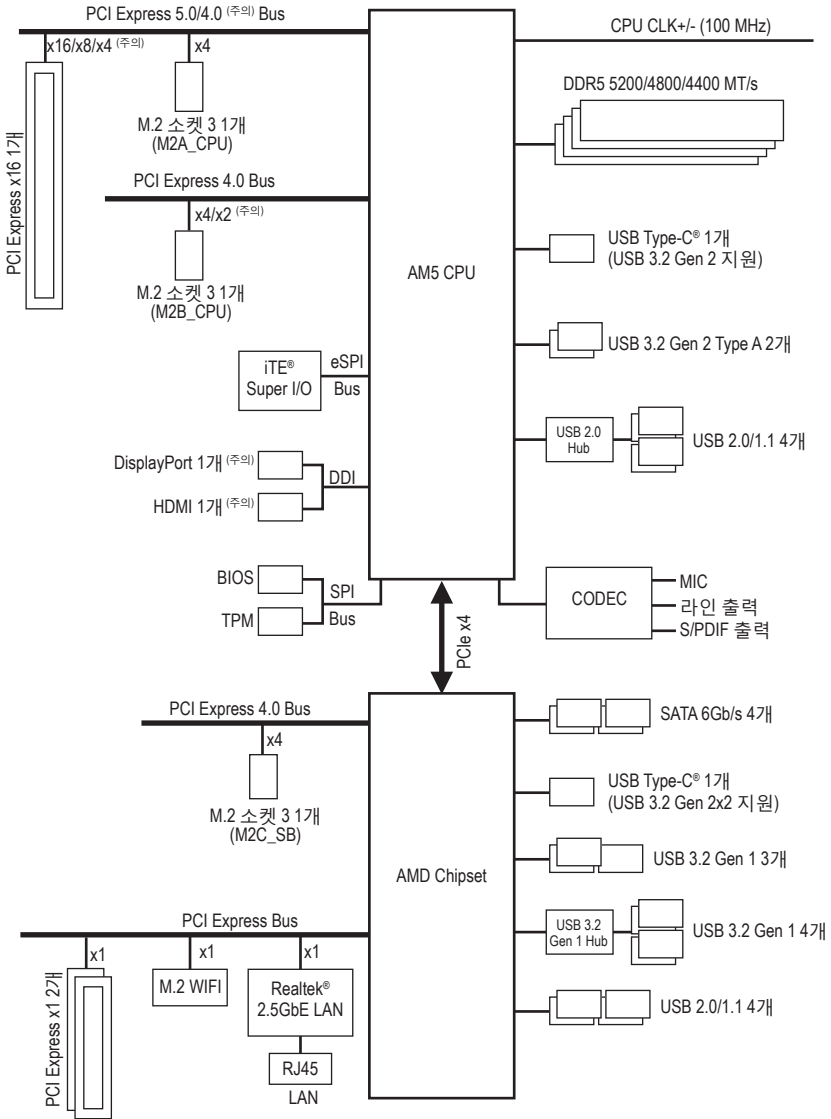 PCI Express 5.0/4.0 (주의) Bus
CPU CLK+/- (100 MHz)
x16/x8/x4 (주의)
x4
DDR5 5200/4800/4400 MT/s
PCI Express x16 1개
M.2 소켓 3 1개
(M2A_CPU)
PCI Express 4.0 Bus
x4/x2 (주의)
M.2 소켓 3 1개
(M2B_CPU)
AM5 CPU
USB Type-C® 1개
(USB 3.2 Gen 2 지원)
USB 3.2 Gen 2 Type A 2개
iTE®
Super I/O
eSPI
Bus
USB 2.0
Hub
USB 2.0/1.1 4개
DisplayPort 1개 (주의)
HDMI 1개 (주의)
DDI
BIOS
TPM
SPI
Bus
PCIe x4
CODEC
MIC
라인 출력
S/PDIF 출력
PCI Express 4.0 Bus
x4
M.2 소켓 3 1개
(M2C_SB)
AMD Chipset
SATA 6Gb/s 4개
USB Type-C® 1개
(USB 3.2 Gen 2x2 지원)
USB 3.2 Gen 1 3개
USB 3.2
Gen 1 Hub
USB 3.2 Gen 1 4개
USB 2.0/1.1 4개
PCI Express Bus
x1
x1
x1
PCI Express x1 2개
M.2 WIFI
Realtek®
2.5GbE LAN
RJ45
LAN